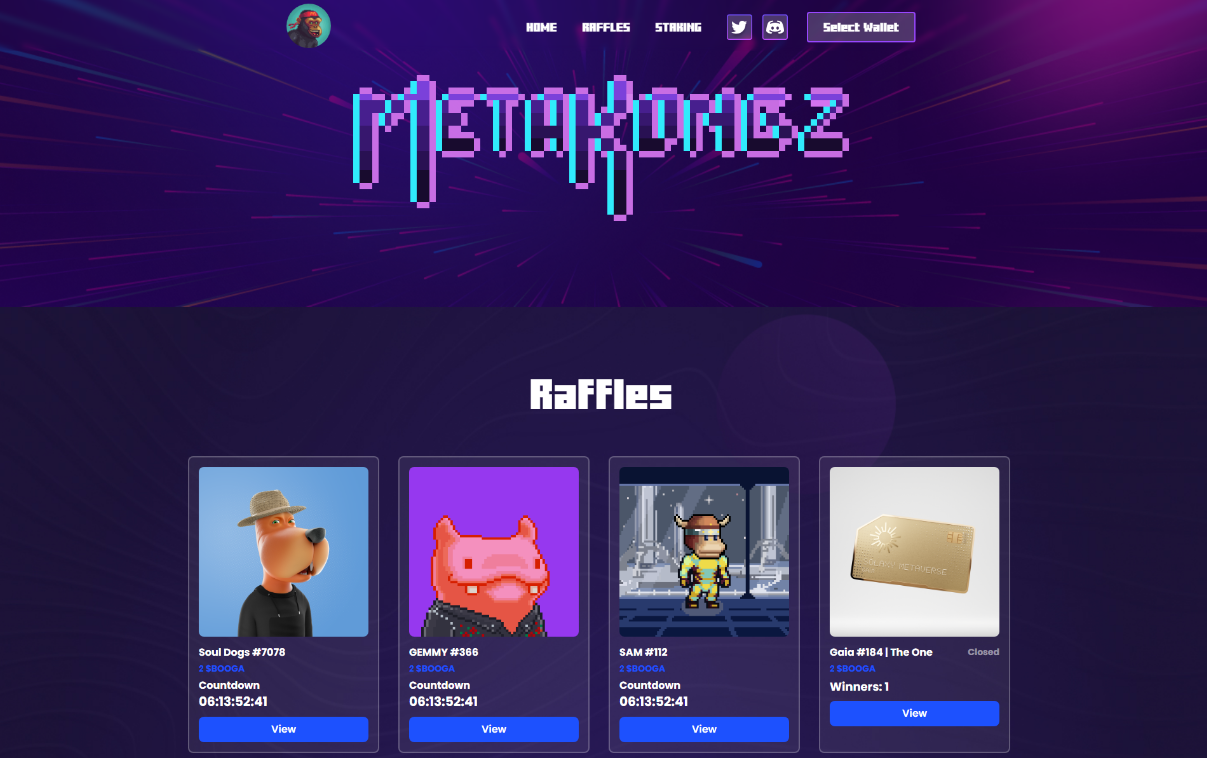 HOME RAFFLES STAKING Select Wallet
METAKONGZ
Raffles
Soul Dogs #7078
2 $BOOGA
Countdown
06:13:52:41
View
GEMMY #366
2 $BOOGA
Countdown
06:13:52:41
View
SAM #112
2 $BOOGA
Countdown
06:13:52:41
View
METAVERSE
Gaia #184 | The One Closed
2 $BOOGA
Winners: 1
View